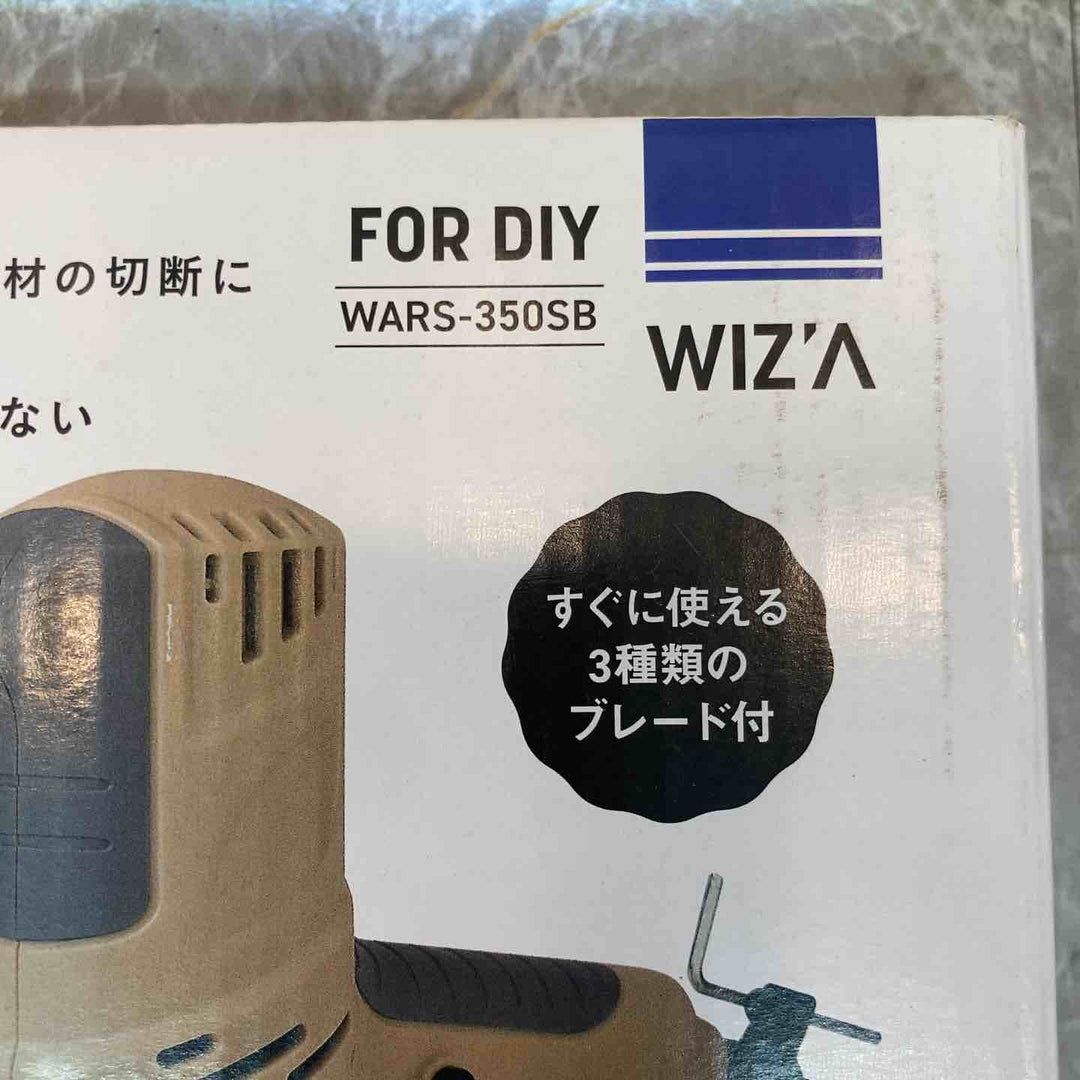 材の切断に
ない
FOR DIY
WARS-350SB
WIZ'A
すぐに使える
3種類の
ブレード付